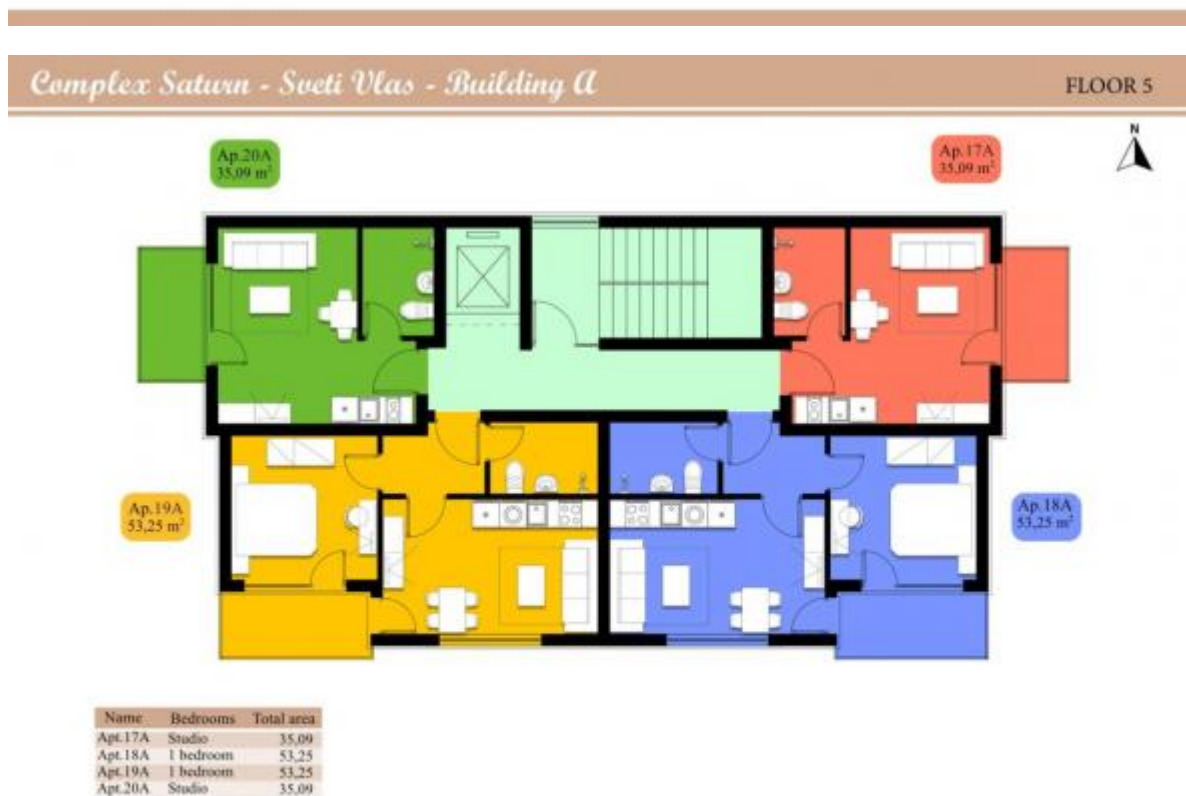 Complex Saturn - Sveti Vlas - Building A
FLOOR 5
Ap.20A
35,09 m²
Ap.17A
35,09 m²
N
Ap.19A
53,25 m²
Ap.18A
53,25 m²
Name Bedrooms Total area
Apt.17A Studio 35,09
Apt.18A 1 bedroom 53,25
Apt.19A 1 bedroom 53,25
Apt.20A Studio 35,09